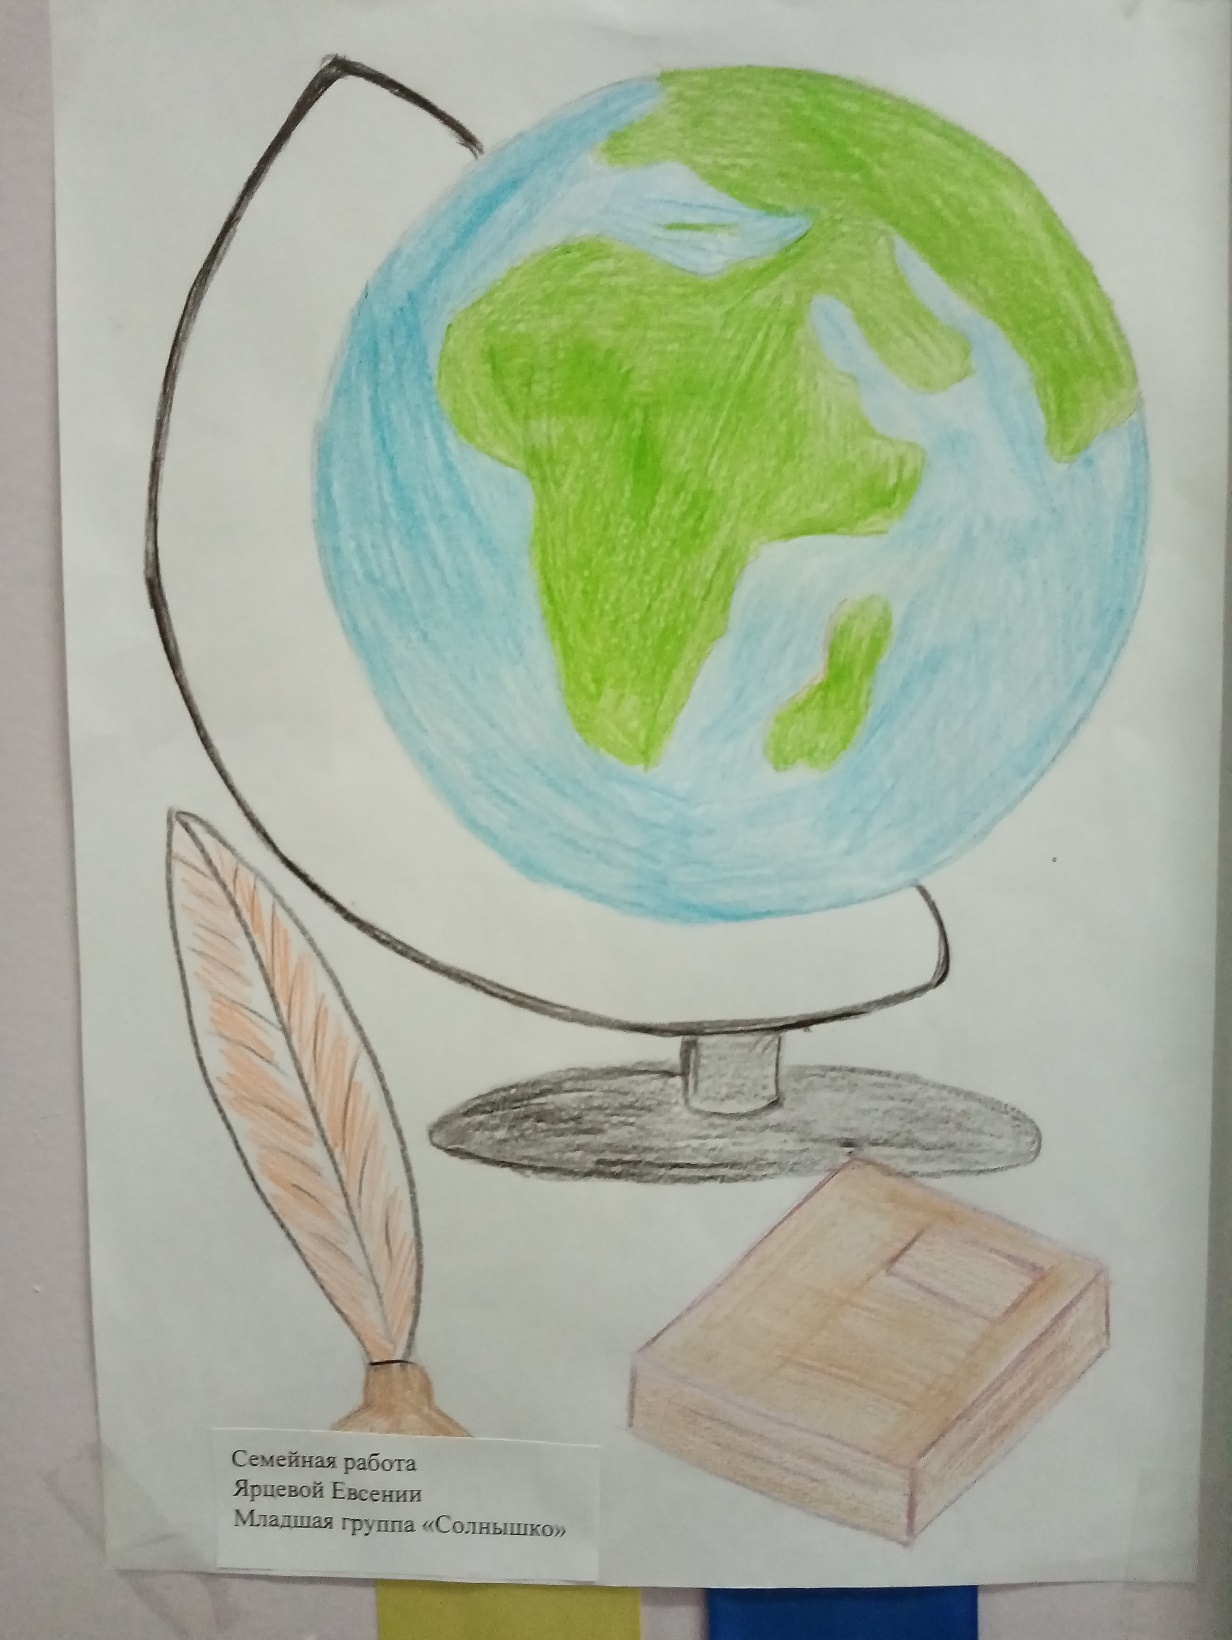 Семейная работа
Ярцевой Евсении
Младшая группа «Солнышко»